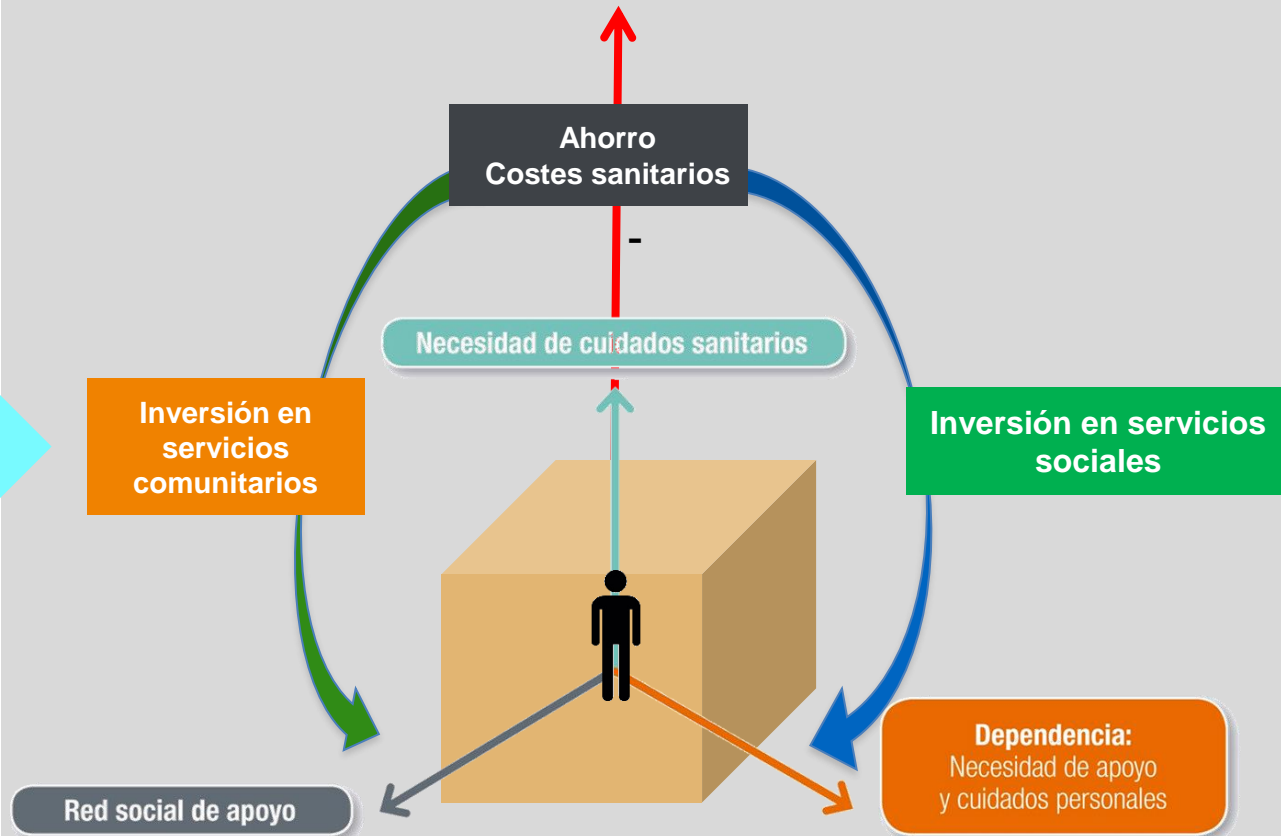 Ahorro
Costes sanitarios
-
Necesidad de cuidados sanitarios
Inversión en
servicios
comunitarios
Inversión en servicios
sociales
Dependencia:
Necesidad de apoyo
y cuidados personales
Red social de apoyo